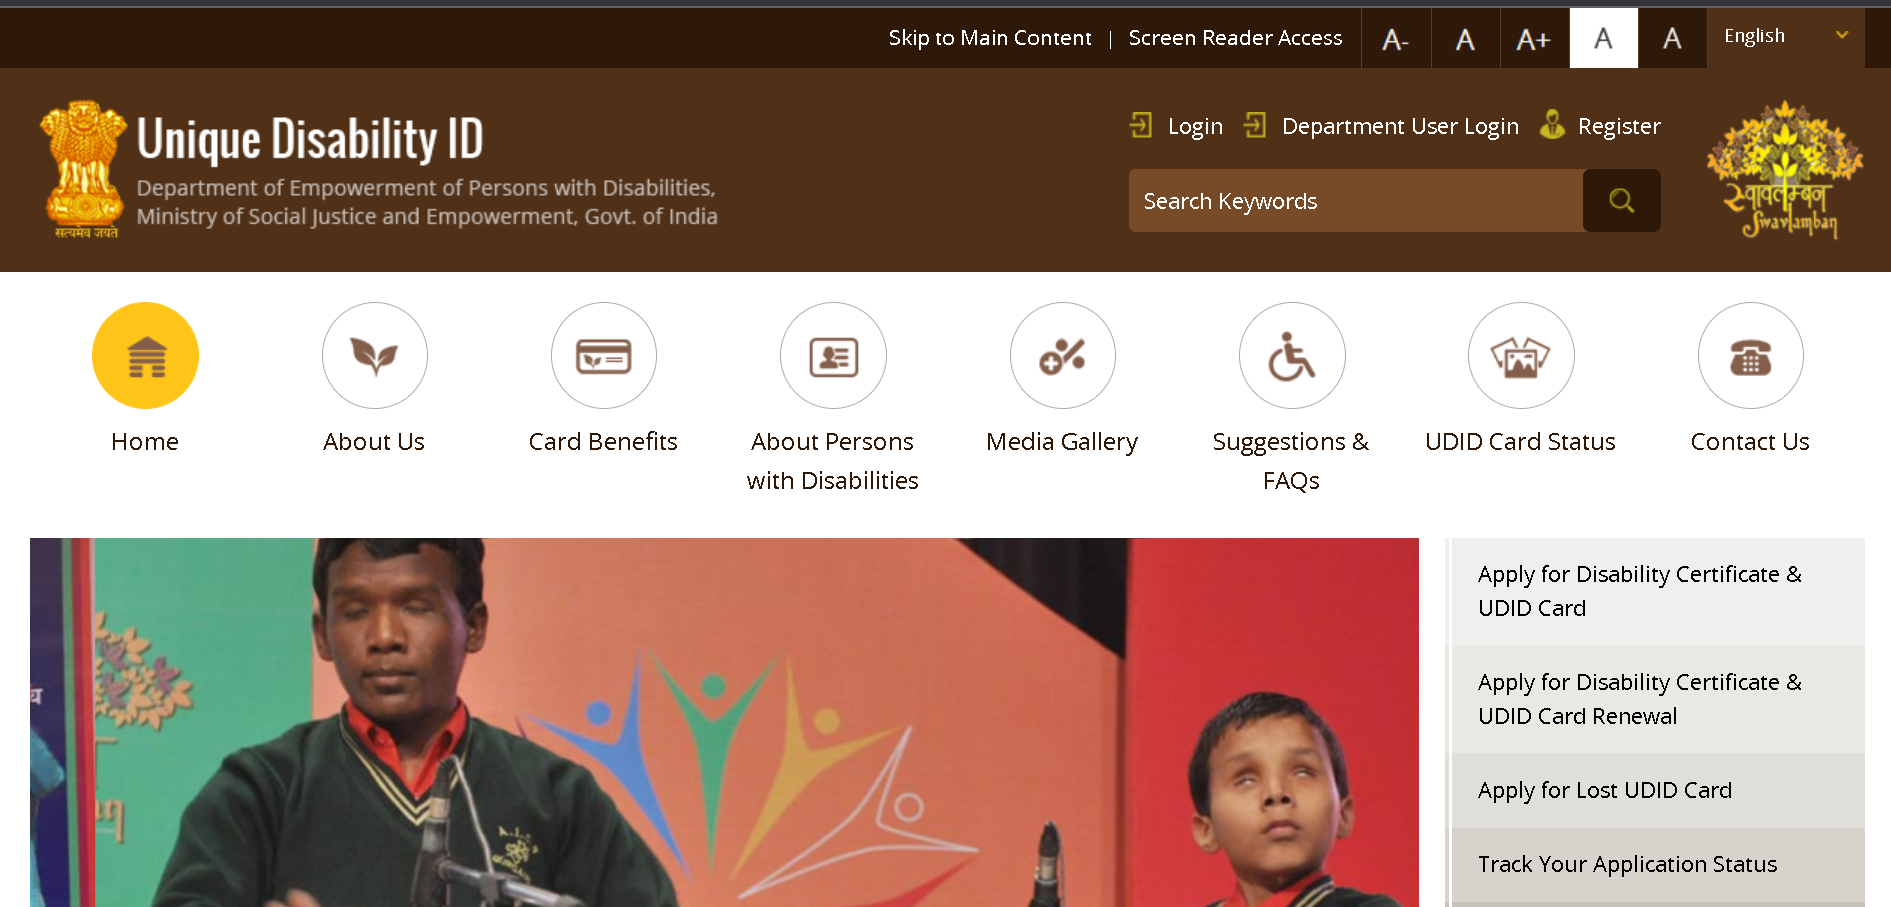 Skip to Main Content | Screen Reader Access A- A A+ A A English
Unique Disability ID
Department of Empowerment of Persons with Disabilities,
Ministry of Social Justice and Empowerment, Govt. of India
सत्यमेव जयते
Login Department User Login Register
Search Keywords
स्वावलम्बन
Swavlamban
Home
About Us
Card Benefits
About Persons
with Disabilities
Media Gallery
Suggestions &
FAQs
UDID Card Status
Contact Us
Apply for Disability Certificate &
UDID Card
Apply for Disability Certificate &
UDID Card Renewal
Apply for Lost UDID Card
Track Your Application Status